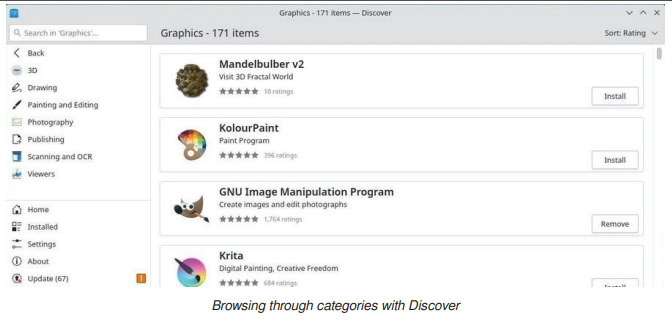 Graphics - 171 items — Discover
Search in 'Graphics'...
Graphics - 171 items
Sort: Rating
Back
3D
Drawing
Painting and Editing
Photography
Publishing
Scanning and OCR
Viewers
Home
Installed
Settings
About
Update (67)
Mandelbulber v2
Visit 3D Fractal World
10 ratings
Install
KolourPaint
Paint Program
396 ratings
Install
GNU Image Manipulation Program
Create images and edit photographs
1,764 ratings
Remove
Krita
Digital Painting, Creative Freedom
684 ratings
Install
Browsing through categories with Discover